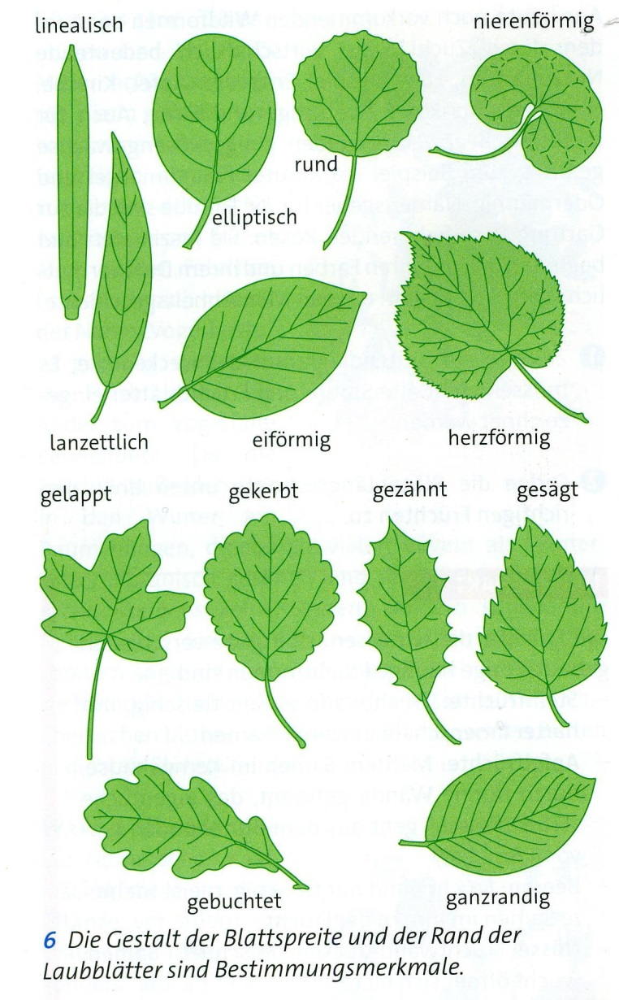 linealisch
nierenförmig
rund
elliptisch
lanzettlich
eiförmig
herzförmig
gelappt
gekerbt
gezähnt
gesägt
gebuchtet
ganzrandig
6 Die Gestalt der Blattspreite und der Rand der
Laubblätter sind Bestimmungsmerkmale.